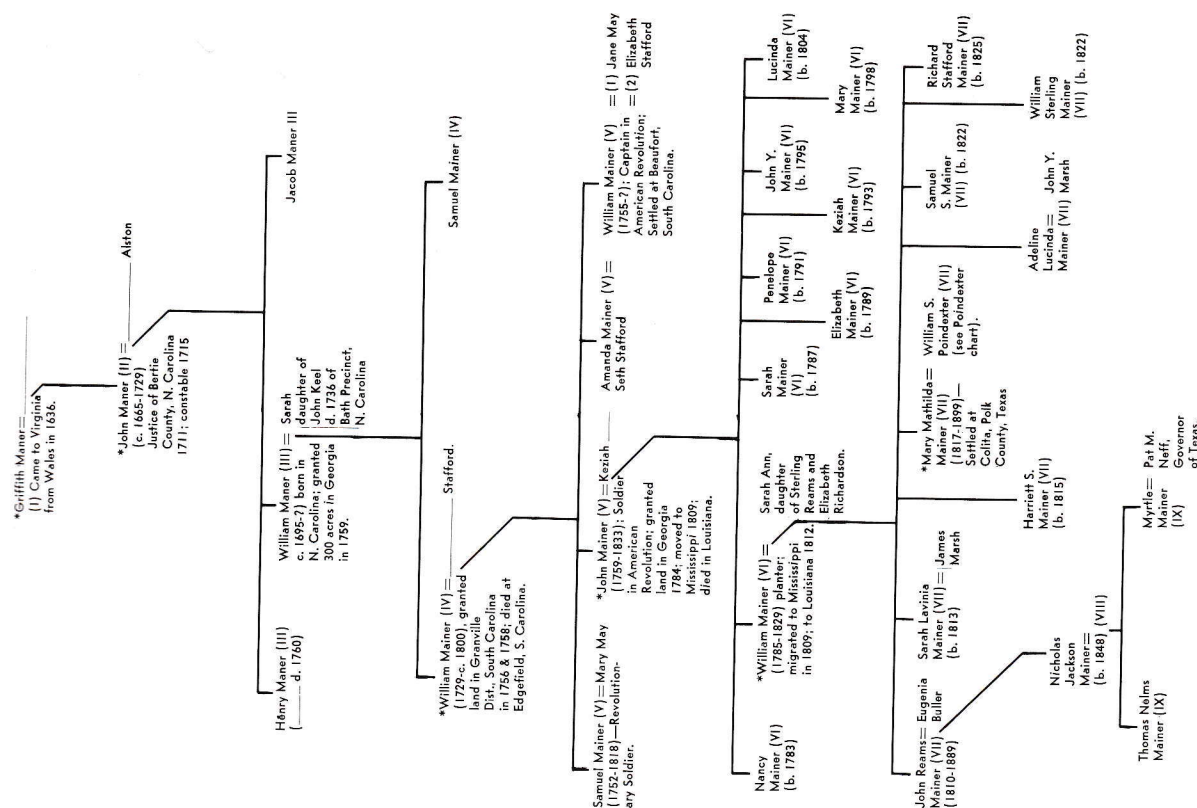 *Griffith Maner=
(I) Came to Virginia
from Wales in 1636.
*John Maner (II)= Alston
(c. 1665-1729)
Justice of Bertie
County, N. Carolina
1711; constable 1715
Hänry Maner (III)
( d. 1760)
William Maner (III)=
c. 1695-?) born in
N. Carolina; granted
300 acres in Georgia
in 1759.
Sarah
daughter of
John Keel
d. 1736 of
Bath Precinct,
N. Carolina
Jacob Maner III
*William Mainer (IV)= Stafford.
(1729-c. 1800), granted
land in Granville
Dist., South Carolina
in 1756 & 1758; died at
Edgefield, S. Carolina.
Samuel Mainer (IV)
Samuel Mainer (V)=Mary May
(1752-1818)—Revolution-
ary Soldier.
*John Mainer (V)=Keziah
(1759-1833); Soldier
in American
Revolution; granted
land in Georgia
1784; moved to
Mississippi 1809;
died in Louisiana.
Amanda Mainer (V)=
Seth Stafford
William Mainer (V)
(1755-?); Captain in
American Revolution;
Settled at Beaufort,
South Carolina.
=(1) Jane May
=(2) Elizabeth
Stafford
Nancy
Mainer (VI)
(b. 1783)
*William Mainer (VI)=
(1785-1829) planter;
migrated to Mississippi
in 1809; to Louisiana 1812.
Sarah Ann,
daughter
of Sterling
Reams and
Elizabeth
Richardson.
Sarah
Mainer
(VI)
(b. 1787)
Elizabeth
Mainer (VI)
(b. 1789)
Penelope
Mainer (VI)
(b. 1791)
Keziah
Mainer (VI)
(b. 1793)
John Y.
Mainer (VI)
(b. 1795)
Mary
Mainer (VI)
(b. 1798)
Lucinda
Mainer (VI)
(b. 1804)
John Reams= Eugenia
Mainer (VII) Buller
(1810-1889)
Sarah Lavinia
Mainer (VII)= James
(b. 1813) Marsh
Harriett S.
Mainer (VII)
(b. 1815)
*Mary Mathilda=
Mainer (VII)
(1817-1899)—
Settled at
Colita, Polk
County, Texas
William S.
Poindexter (VII)
(see Poindexter
chart).
Adeline
Lucinda= John Y.
Mainer (VII) Marsh
Samuel
S. Mainer
(VII) (b. 1822)
William
Sterling
Mainer
(VII) (b. 1822)
Richard
Stafford
Mainer (VII)
(b. 1825)
Nicholas
Jackson
Mainer=
(b. 1848) (VIII)
Thomas Nelms
Mainer (IX)
Myrtle=
Mainer
(IX)
Pat M.
Neff,
Governor
of Texas.